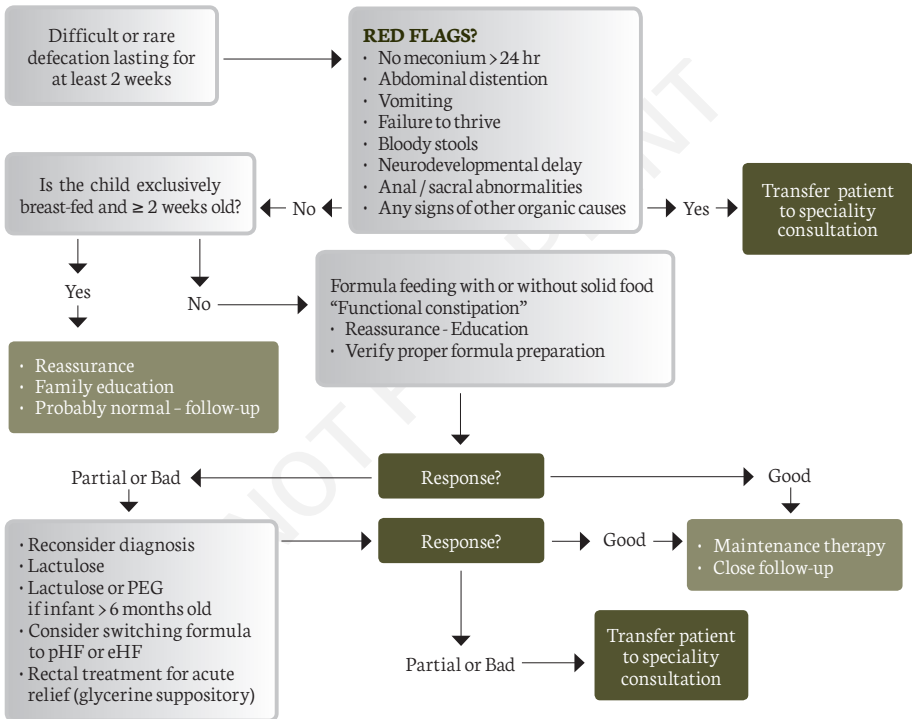 Difficult or rare
defecation lasting for
at least 2 weeks
RED FLAGS?
· No meconium > 24 hr
· Abdominal distention
· Vomiting
· Failure to thrive
· Bloody stools
· Neurodevelopmental delay
· Anal / sacral abnormalities
· Any signs of other organic causes
Is the child exclusively
breast-fed and ≥ 2 weeks old?
No
Yes
Transfer patient
to speciality
consultation
Yes
No
Formula feeding with or without solid food
“Functional constipation”
· Reassurance - Education
· Verify proper formula preparation
· Reassurance
· Family education
· Probably normal – follow-up
Partial or Bad
Response?
Good
· Reconsider diagnosis
· Lactulose
· Lactulose or PEG
if infant > 6 months old
· Consider switching formula
to pHF or eHF
· Rectal treatment for acute
relief (glycerine suppository)
Response?
Good
· Maintenance therapy
· Close follow-up
Partial or Bad
Transfer patient
to speciality
consultation
NOT